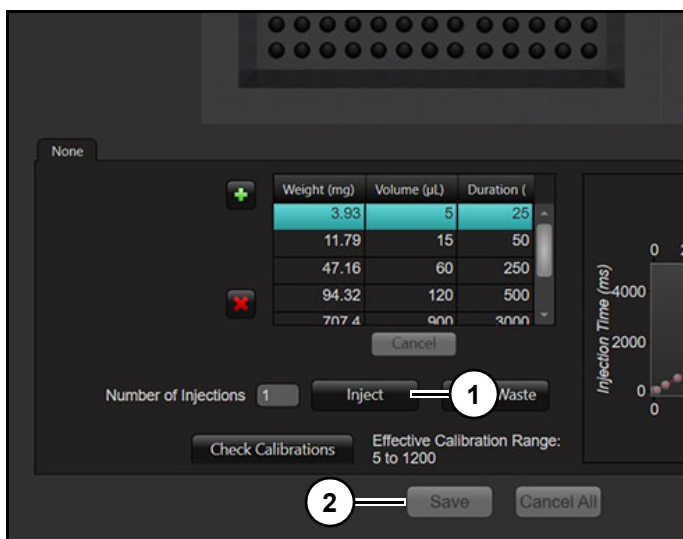 None
Weight (mg) Volume (µL) Duration (
3.93 5 25
11.79 15 50
47.16 60 250
94.32 120 500
707.4 900 3000
Cancel
Number of Injections 1 Inject 1 Waste
Check Calibrations Effective Calibration Range:
5 to 1200
2 Save Cancel All
Injection Time (ms)
0
4000
2000
0
0